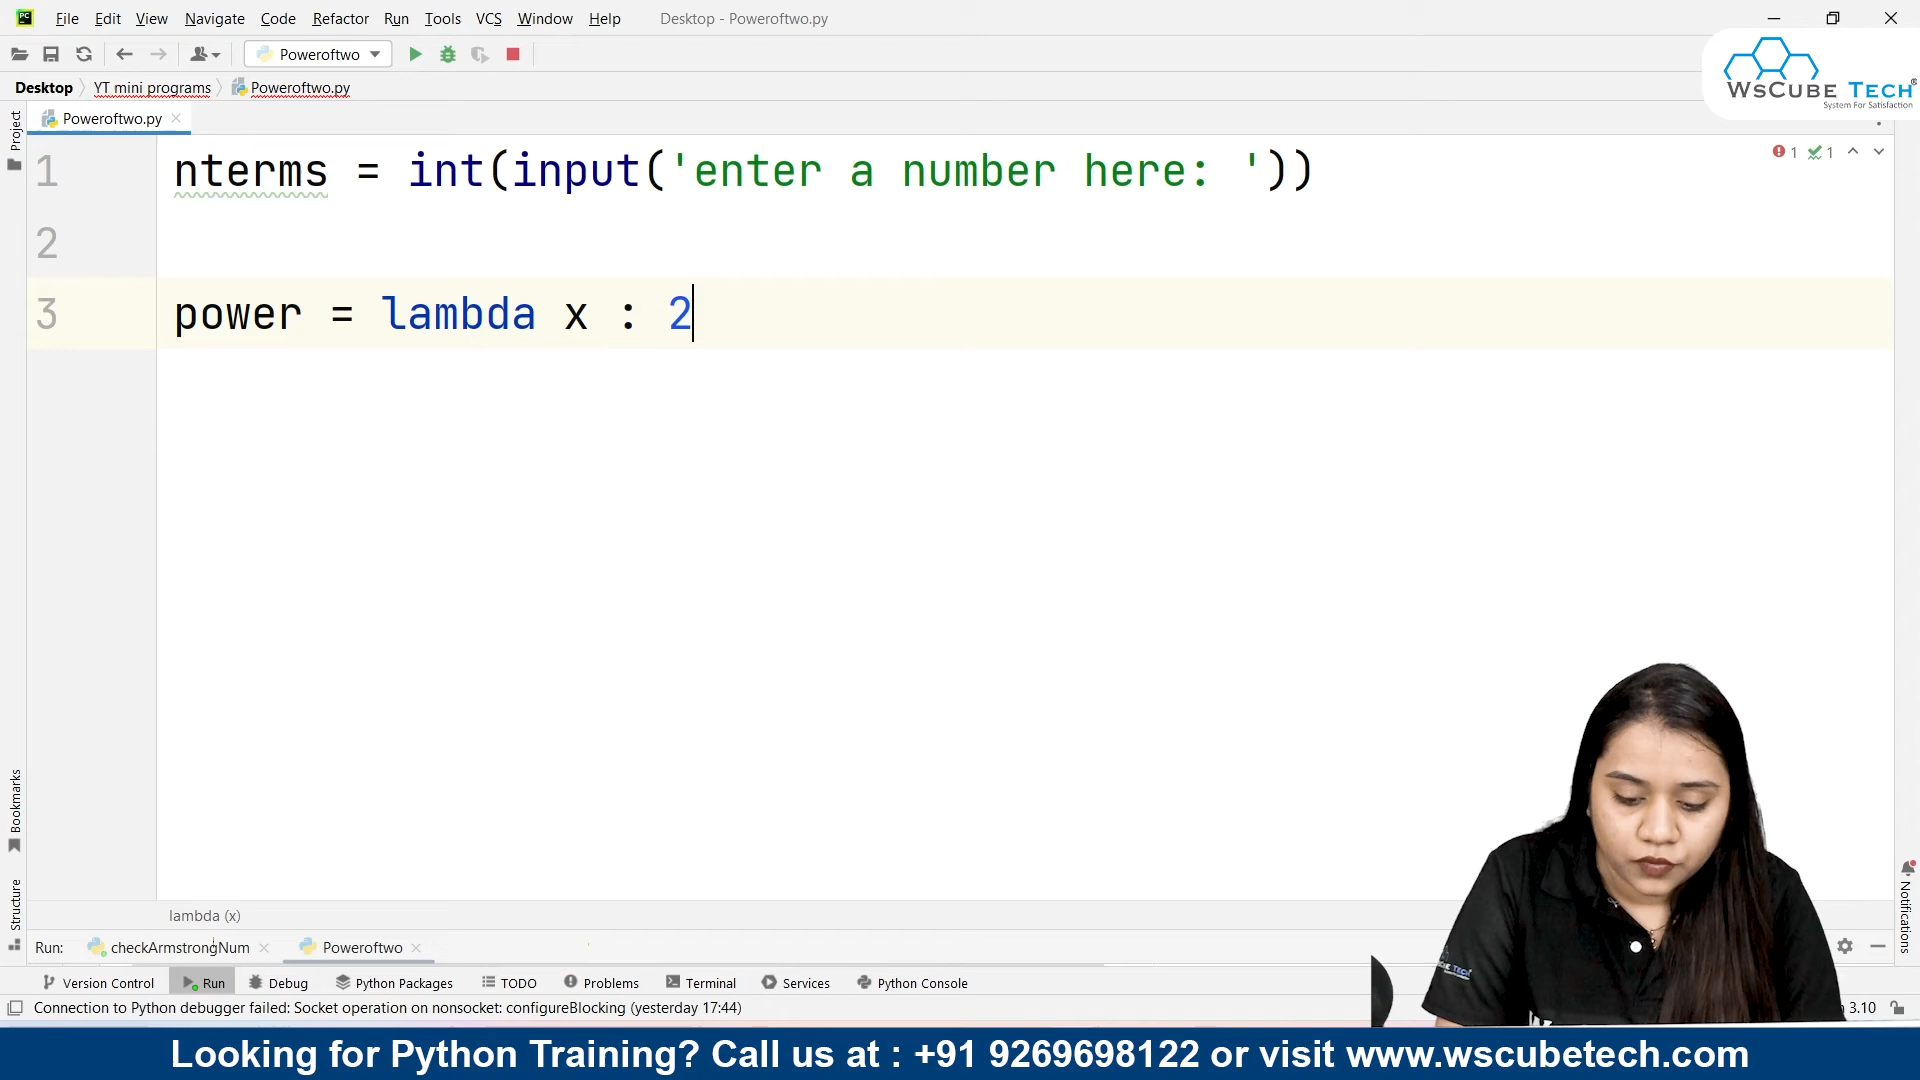 File Edit View Navigate Code Refactor Run Tools VCS Window Help Desktop - Poweroftwo.py
Poweroftwo
WsCube Tech®
System For Satisfaction
Desktop YT mini programs Poweroftwo.py
Project
Poweroftwo.py
1 nterms = int(input('enter a number here: '))
1 1
2
3 power = lambda x : 2
Bookmarks
Structure
Notifications
lambda (x)
Run: checkArmstrongNum Poweroftwo
Version Control Run Debug Python Packages TODO Problems Terminal Services Python Console
Connection to Python debugger failed: Socket operation on nonsocket: configureBlocking (yesterday 17:44) 3.10
Looking for Python Training? Call us at : +91 9269698122 or visit www.wscubetech.com